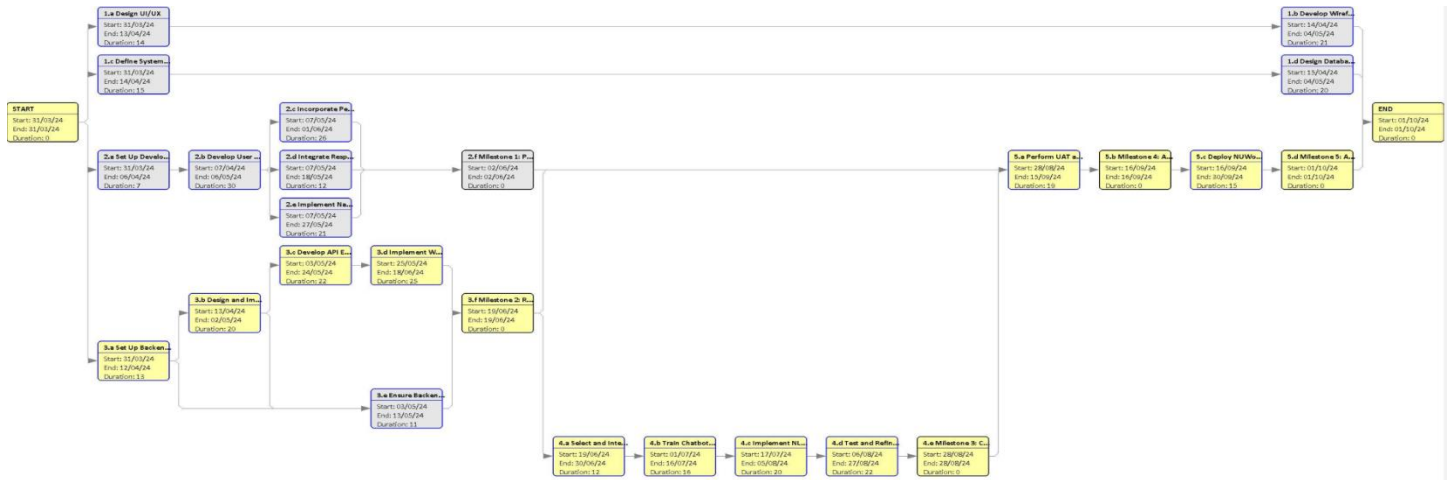 1.a Design UI/UX
Start: 31/03/24
End: 13/04/24
Duration: 14
1.b Develop Wiref...
Start: 14/04/24
End: 04/05/24
Duration: 21
1.c Define System...
Start: 31/03/24
End: 14/04/24
Duration: 15
1.d Design Databa...
Start: 15/04/24
End: 04/05/24
Duration: 20
START
Start: 31/03/24
End: 31/03/24
Duration: 0
END
Start: 01/10/24
End: 01/10/24
Duration: 0
2.a Set Up Develo...
Start: 31/03/24
End: 06/04/24
Duration: 7
2.b Develop User ...
Start: 07/04/24
End: 06/05/24
Duration: 30
2.c Incorporate Pe...
Start: 07/05/24
End: 01/06/24
Duration: 26
2.d Integrate Resp...
Start: 07/05/24
End: 18/05/24
Duration: 12
2.e Implement Na...
Start: 07/05/24
End: 27/05/24
Duration: 21
2.f Milestone 1: P...
Start: 02/06/24
End: 02/06/24
Duration: 0
5.a Perform UAT a...
Start: 28/08/24
End: 15/09/24
Duration: 19
5.b Milestone 4: A...
Start: 16/09/24
End: 16/09/24
Duration: 0
5.c Deploy NUWo...
Start: 16/09/24
End: 30/09/24
Duration: 15
5.d Milestone 5: A...
Start: 01/10/24
End: 01/10/24
Duration: 0
3.a Set Up Backen...
Start: 31/03/24
End: 12/04/24
Duration: 13
3.b Design and Im...
Start: 13/04/24
End: 02/05/24
Duration: 20
3.c Develop API E...
Start: 03/05/24
End: 24/05/24
Duration: 22
3.d Implement W...
Start: 25/05/24
End: 18/06/24
Duration: 25
3.e Ensure Backen...
Start: 03/05/24
End: 13/05/24
Duration: 11
3.f Milestone 2: R...
Start: 19/06/24
End: 19/06/24
Duration: 0
4.a Select and Inte...
Start: 19/06/24
End: 30/06/24
Duration: 12
4.b Train Chatbot...
Start: 01/07/24
End: 16/07/24
Duration: 16
4.c Implement NL...
Start: 17/07/24
End: 05/08/24
Duration: 20
4.d Test and Refin...
Start: 06/08/24
End: 27/08/24
Duration: 22
4.e Milestone 3: C...
Start: 28/08/24
End: 28/08/24
Duration: 0